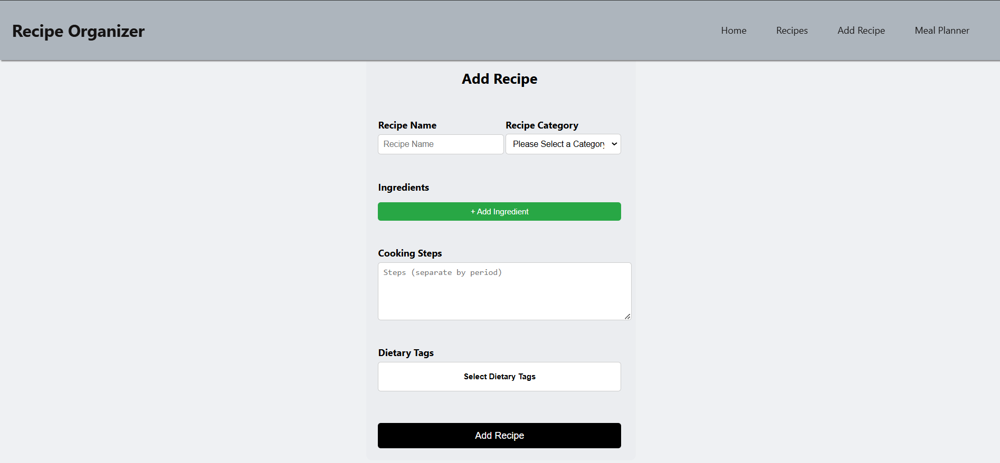 Recipe Organizer
Home Recipes Add Recipe Meal Planner
Add Recipe
Recipe Name Recipe Category
Recipe Name Please Select a Category
Ingredients
+ Add Ingredient
Cooking Steps
Steps (separate by period)
Dietary Tags
Select Dietary Tags
Add Recipe